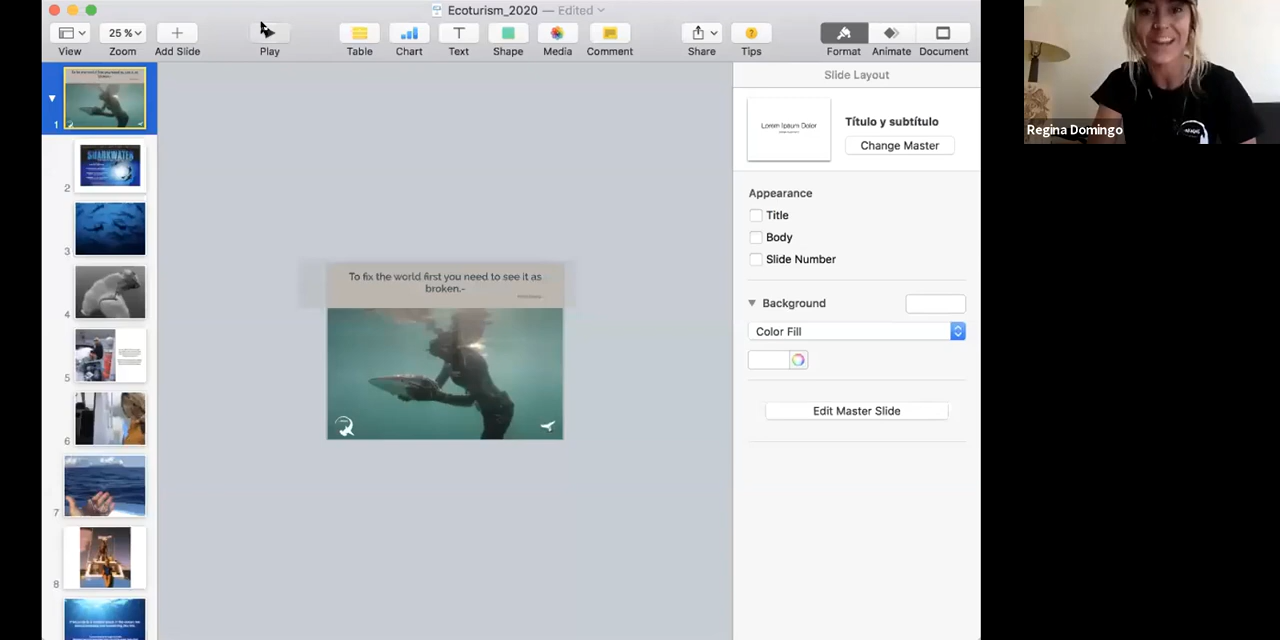 Ecoturism_2020 — Edited
25 %
View
Zoom
Add Slide
Play
Table
Chart
Text
Shape
Media
Comment
Share
Tips
Format
Animate
Document
Slide Layout
Lorem Ipsum Dolor
Título y subtítulo
Change Master
Appearance
Title
Body
Slide Number
Background
Color Fill
Edit Master Slide
1
2
SHARKWATER
3
4
5
6
7
8
To fix the world first you need to see it as
broken.-
Regina Domingo